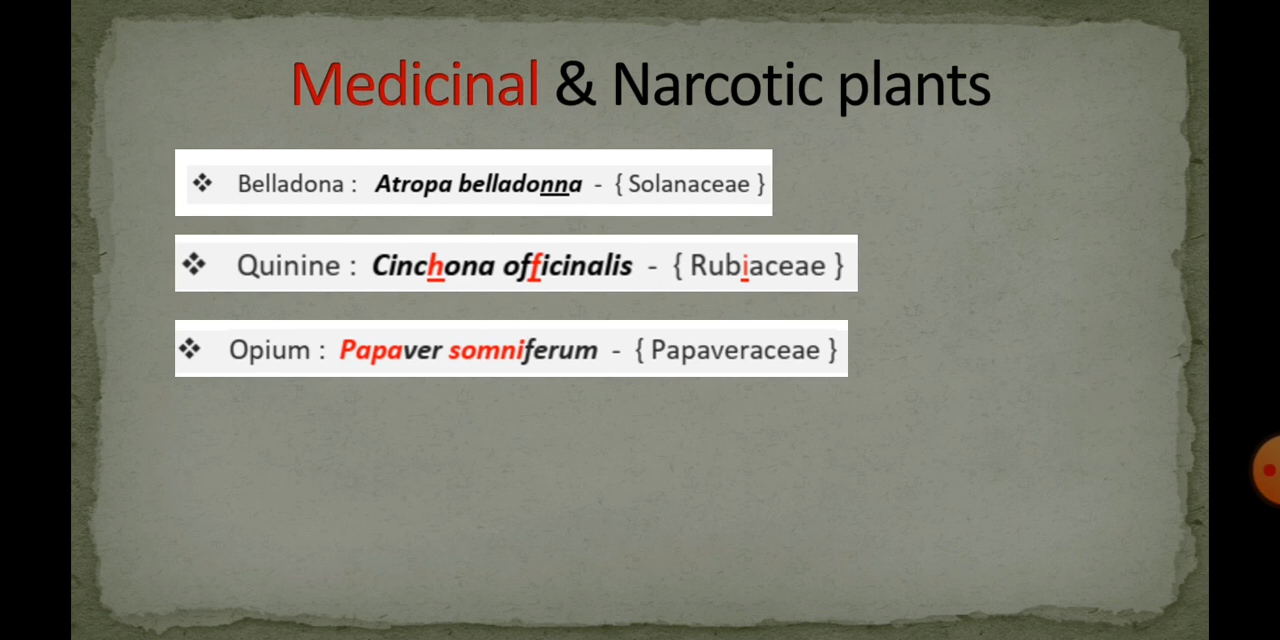 Medicinal & Narcotic plants
❖ Belladona : Atropa belladonna - { Solanaceae }
❖ Quinine : Cinchona officinalis - { Rubiaceae }
❖ Opium : Papaver somniferum - { Papaveraceae }